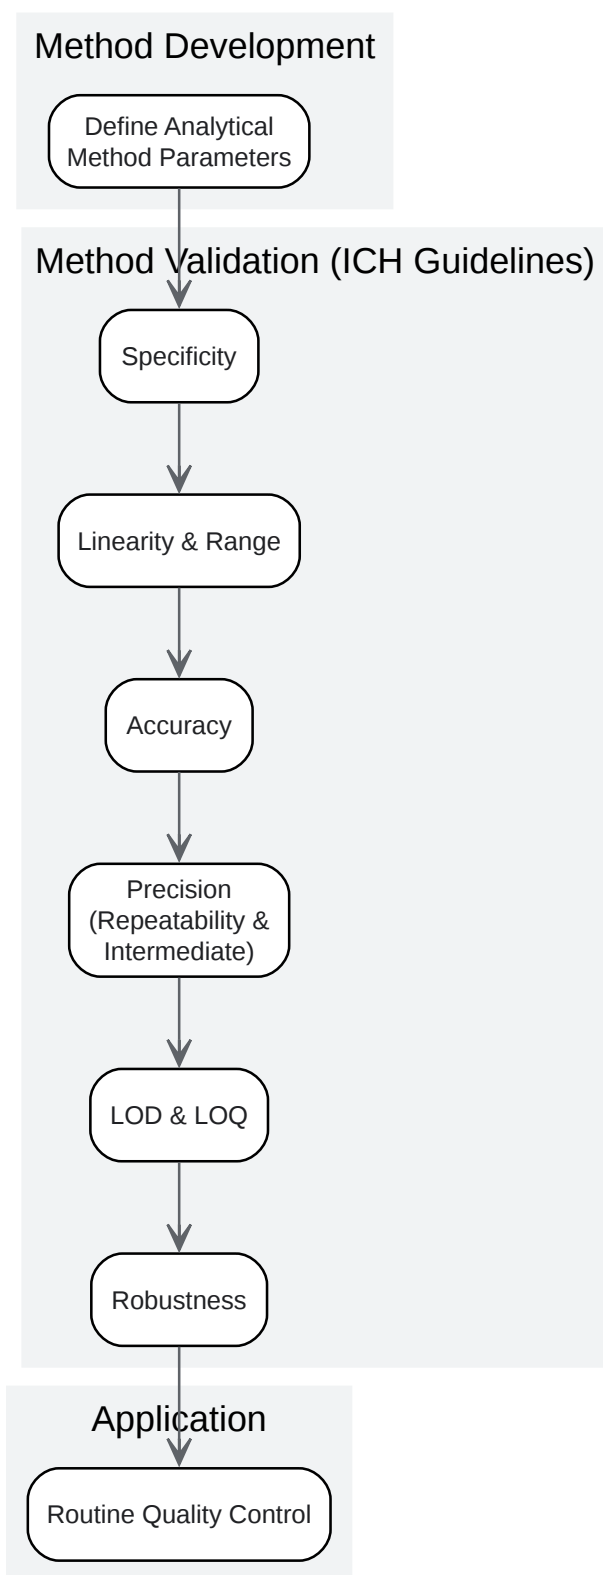 Method Development
Define Analytical
Method Parameters
Method Validation (ICH Guidelines)
Specificity
Linearity & Range
Accuracy
Precision
(Repeatability &
Intermediate)
LOD & LOQ
Robustness
Application
Routine Quality Control